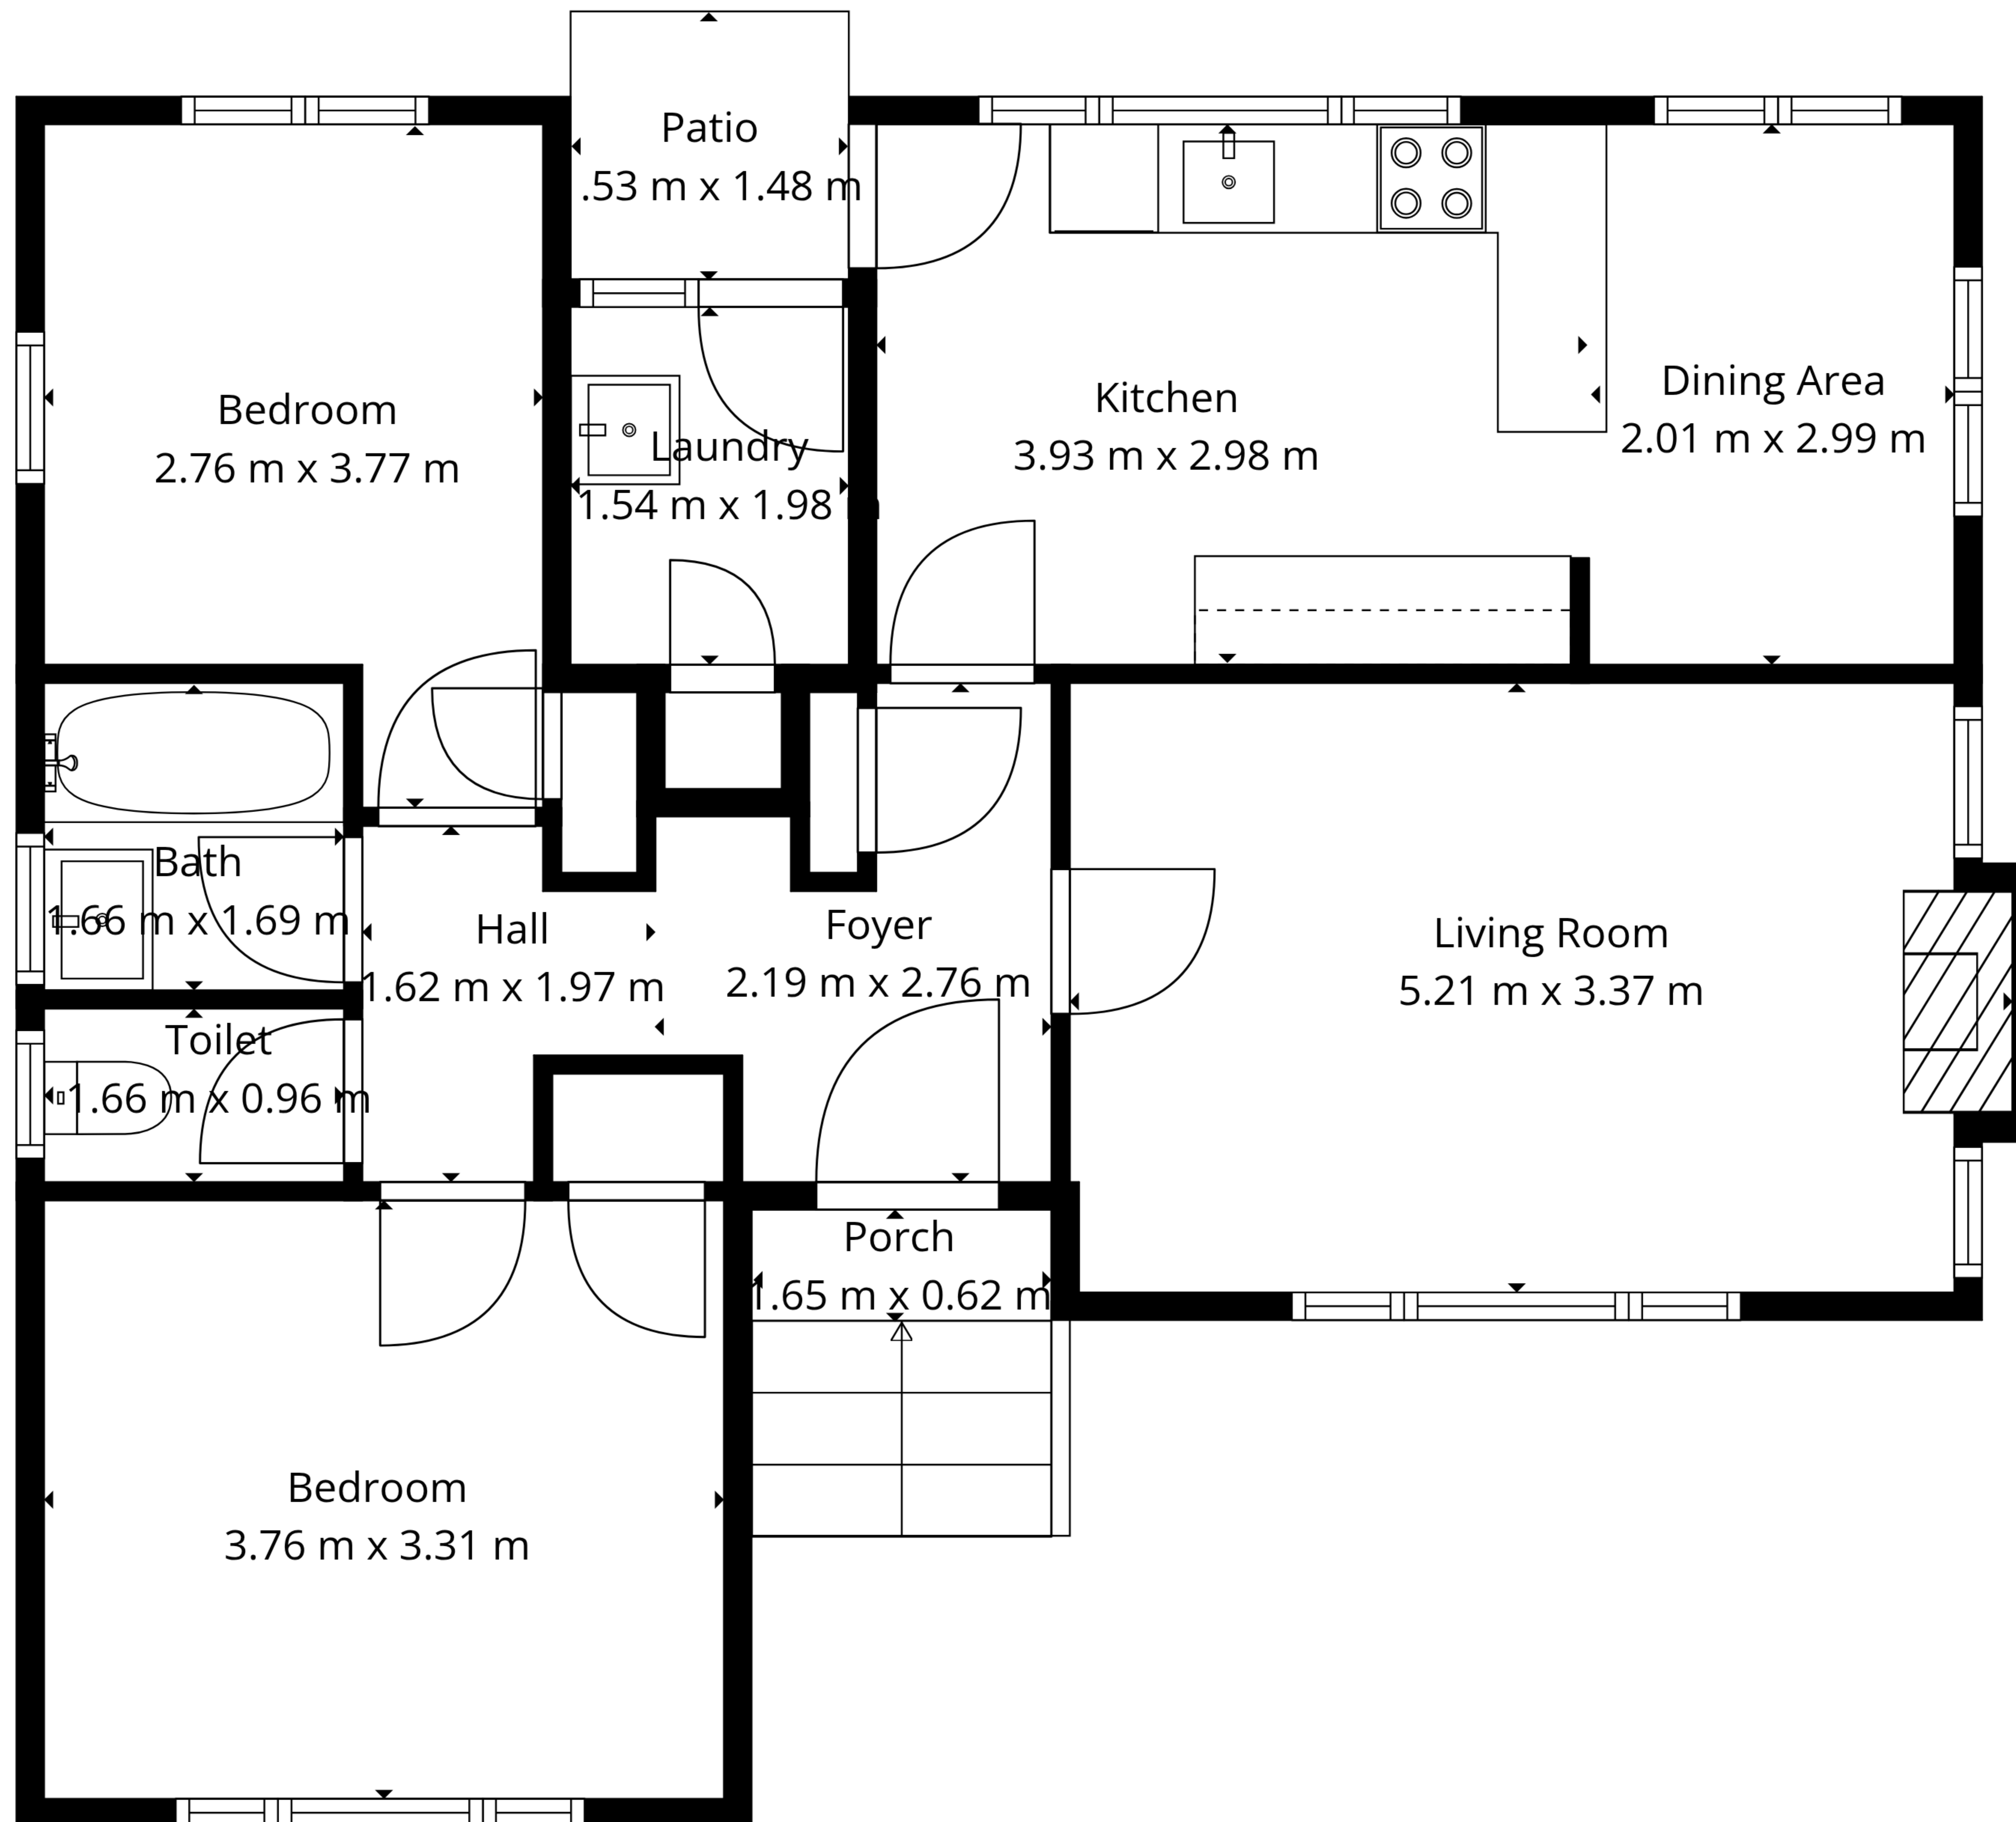 Patio
.53 m x 1.48 m
Bedroom
2.76 m x 3.77 m
Laundry
1.54 m x 1.98 m
Kitchen
3.93 m x 2.98 m
Dining Area
2.01 m x 2.99 m
Bath
1.66 m x 1.69 m
Hall
1.62 m x 1.97 m
Foyer
2.19 m x 2.76 m
Living Room
5.21 m x 3.37 m
Toilet
1.66 m x 0.96 m
Porch
1.65 m x 0.62 m
Bedroom
3.76 m x 3.31 m